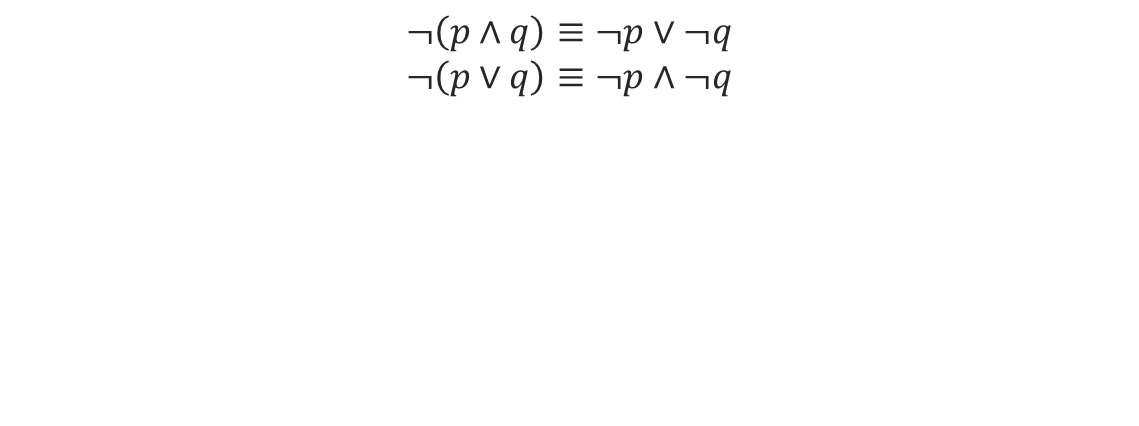 ¬(p ∧ q) ≡ ¬p ∨ ¬q
¬(p ∨ q) ≡ ¬p ∧ ¬q